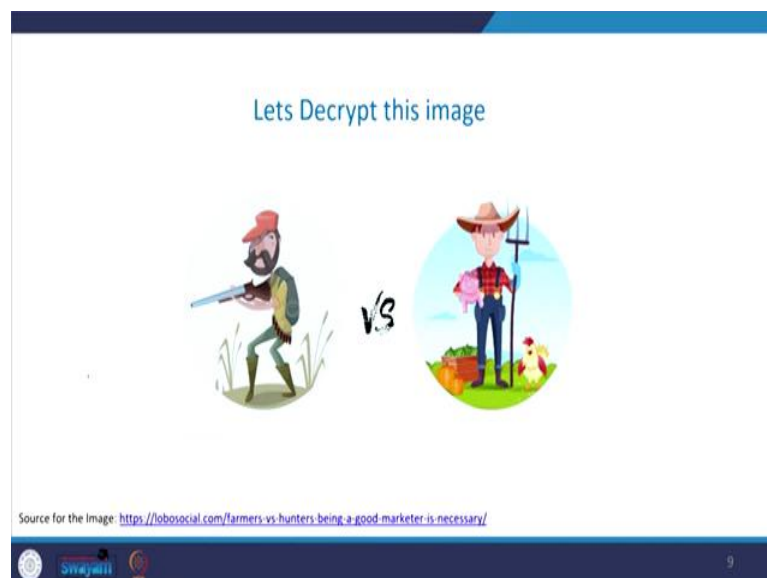 Lets Decrypt this image
VS
Source for the Image: https://lobosocial.com/farmers-vs-hunters-being-a-good-marketer-is-necessary/
swayam
9